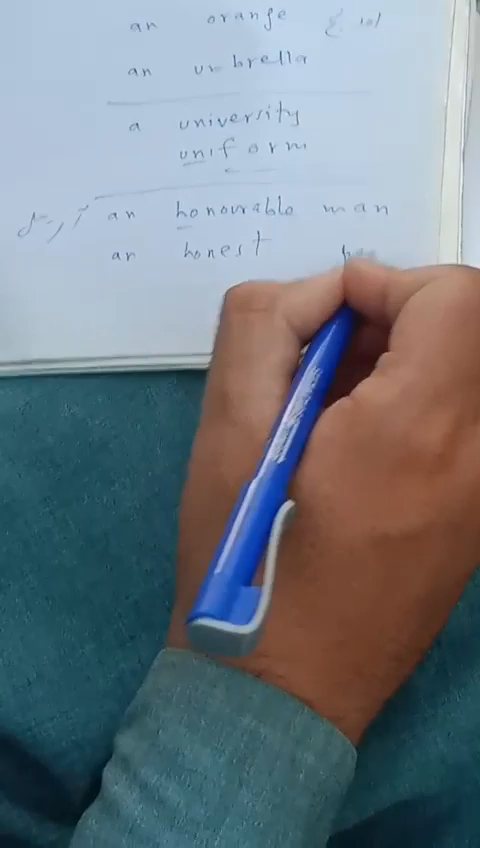 an orange
an umbrella
a university
uniform
an honourable man
an honest